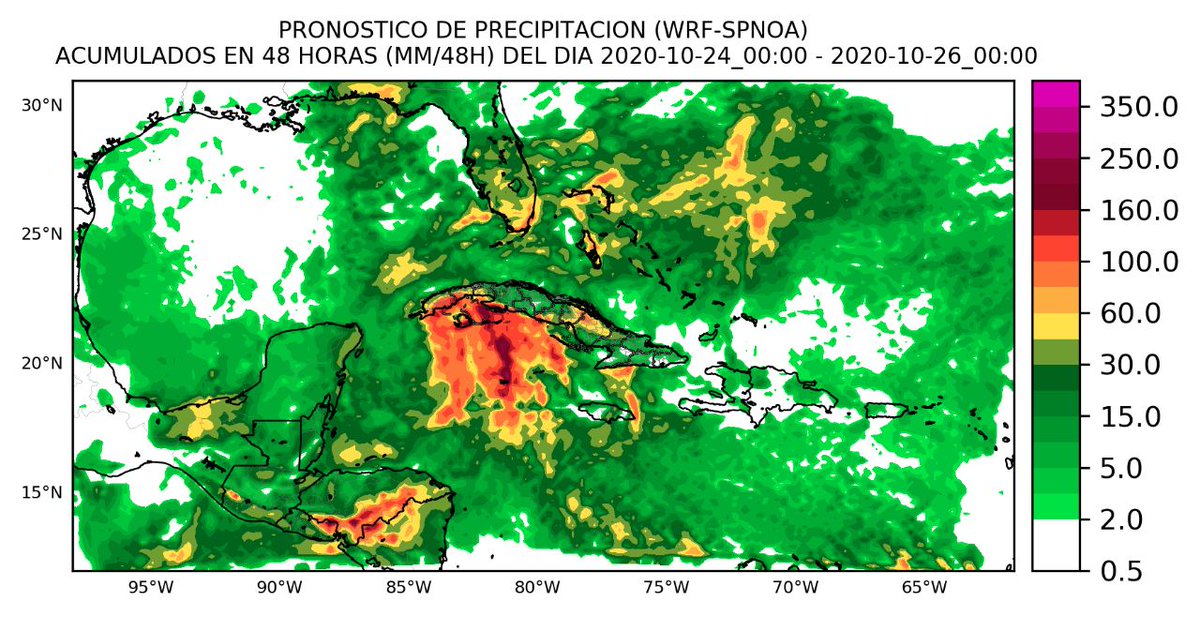 PRONOSTICO DE PRECIPITACION (WRF-SPNOA)
ACUMULADOS EN 48 HORAS (MM/48H) DEL DIA 2020-10-24_00:00 - 2020-10-26_00:00
30°N
25°N
20°N
15°N
95°W 90°W 85°W 80°W 75°W 70°W 65°W
350.0
250.0
160.0
100.0
60.0
30.0
15.0
5.0
2.0
0.5